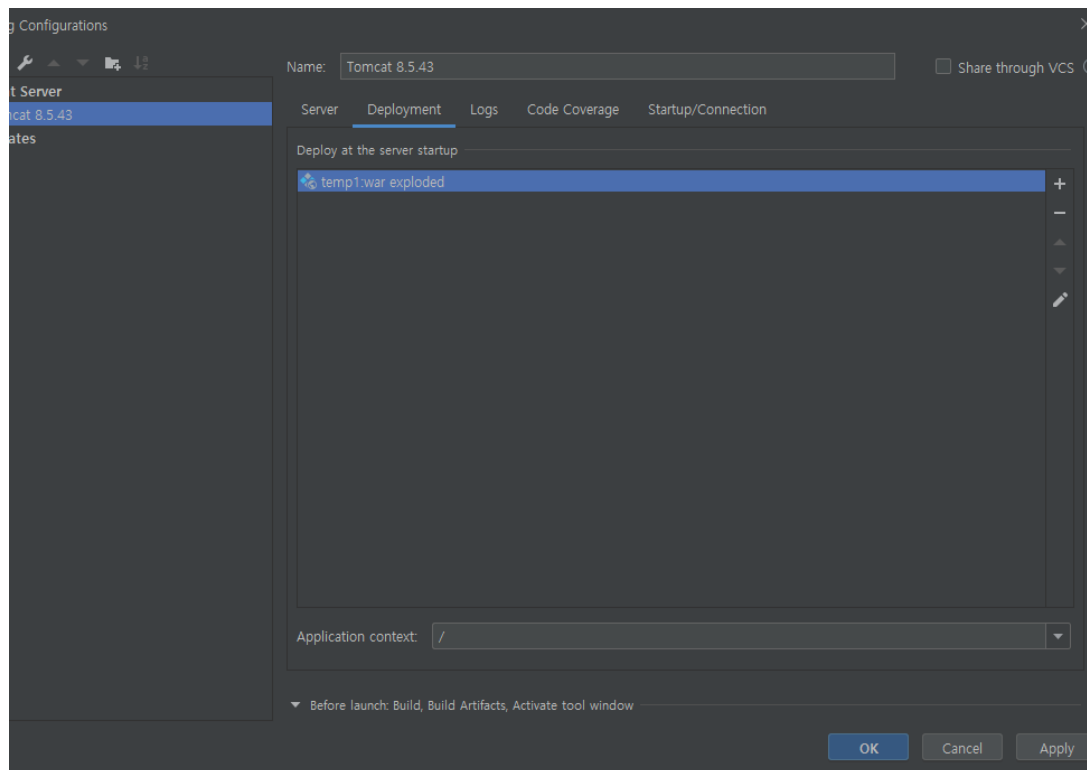 g Configurations
Name: Tomcat 8.5.43 Share through VCS
t Server
ncat 8.5.43
ates
Server Deployment Logs Code Coverage Startup/Connection
Deploy at the server startup
temp1:war exploded
Application context: /
Before launch: Build, Build Artifacts, Activate tool window
OK Cancel Apply